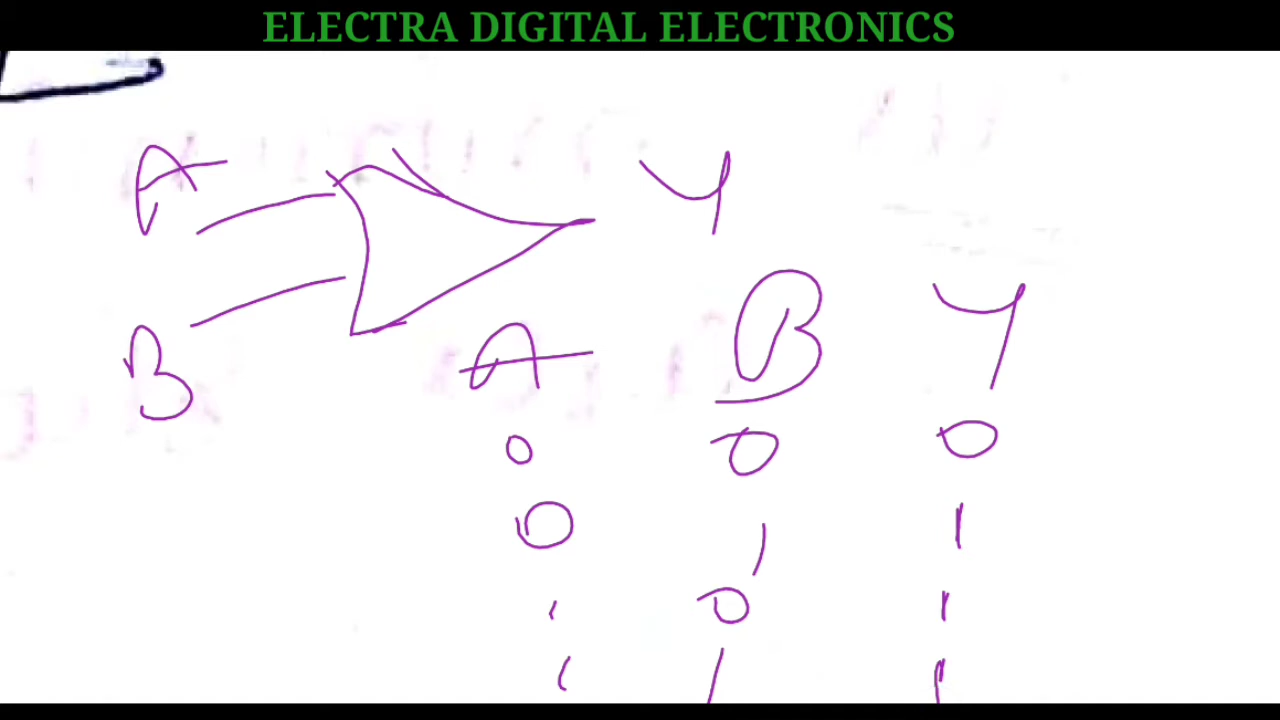 ELECTRA DIGITAL ELECTRONICS
A
Y
B
A B Y
0 0 0
0 1 1
1 0 1
1 1 1